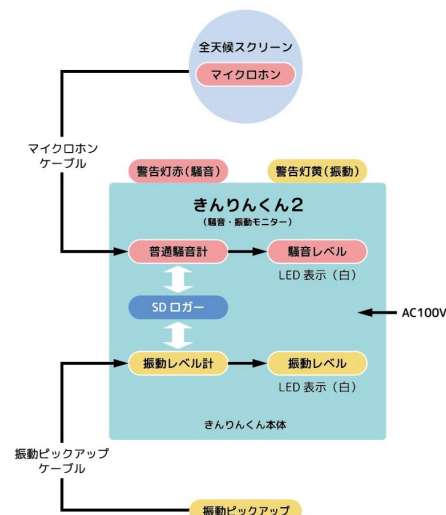 全天候スクリーン
マイクロホン
マイクロホン
ケーブル
警告灯赤(騒音)
警告灯黄(振動)
きんりんくん2
(騒音・振動モニター)
普通騒音計
騒音レベル
LED 表示(白)
SD ロガー
AC100V
振動レベル計
振動レベル
LED 表示(白)
きんりんくん本体
振動ピックアップ
ケーブル
振動ピックアップ